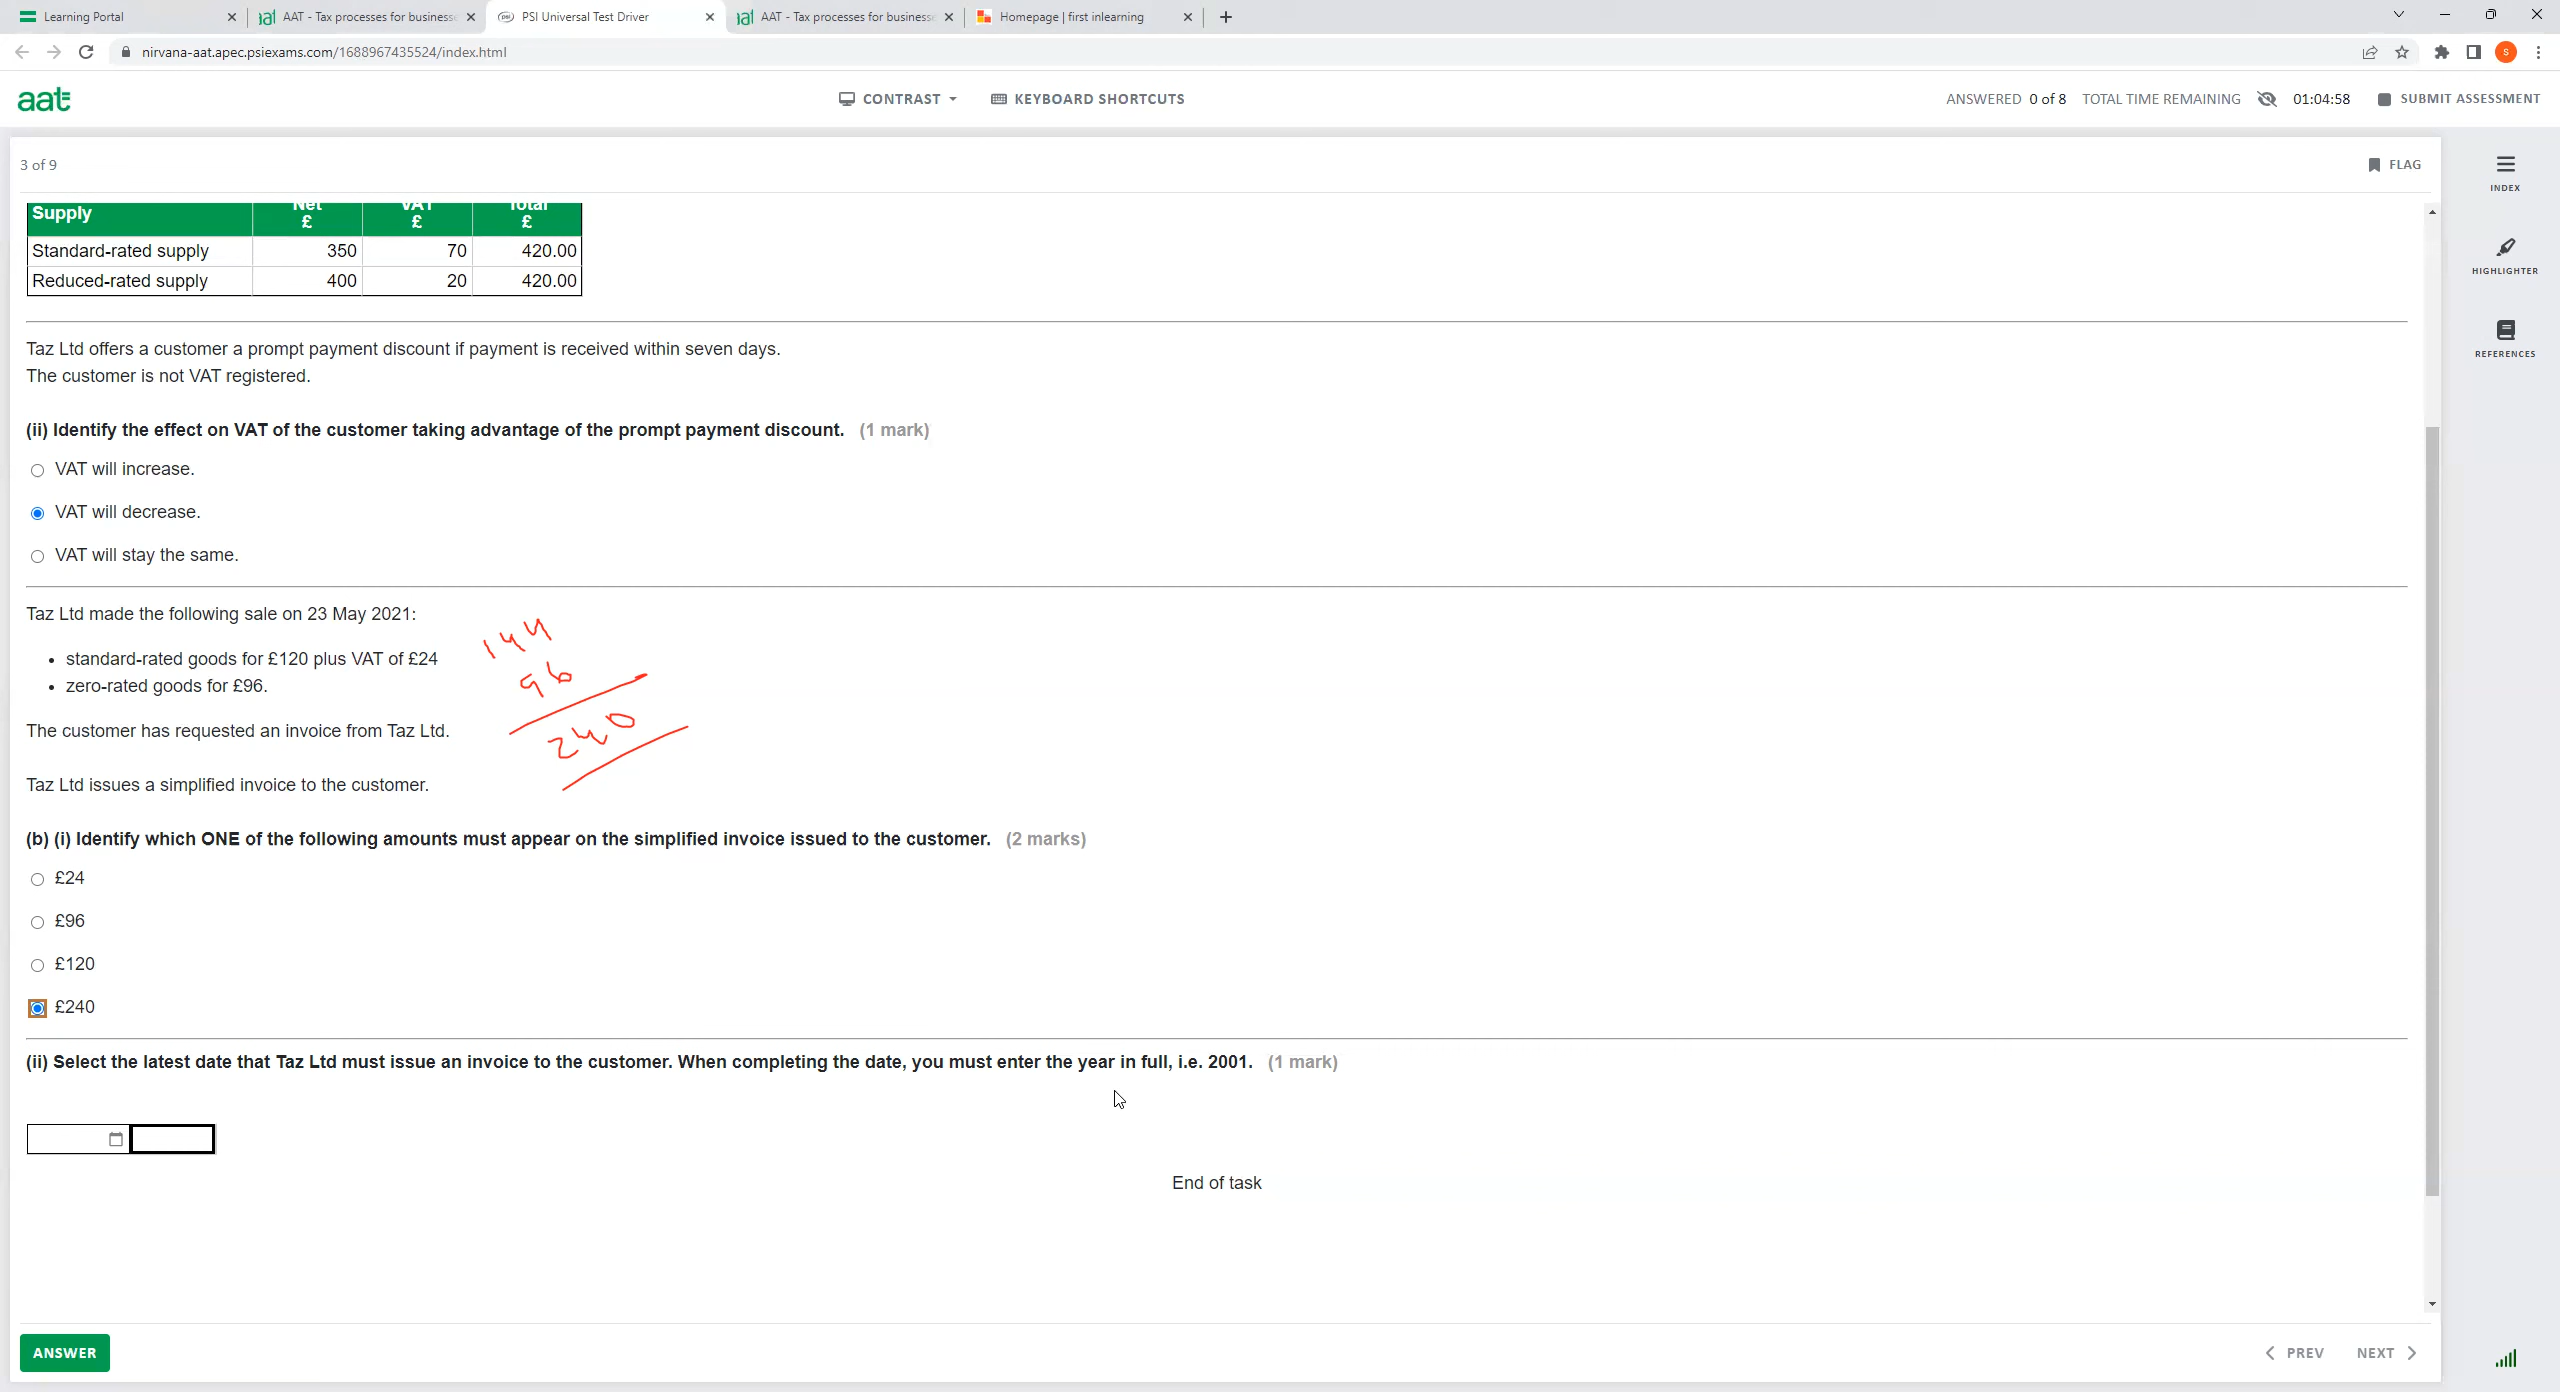 Learning Portal
AAT - Tax processes for business
PSI Universal Test Driver
AAT - Tax processes for business
Homepage | first inlearning
nirvana-aat.apec.psiexams.com/1688967435524/index.html
S
aat
CONTRAST
KEYBOARD SHORTCUTS
ANSWERED 0 of 8 TOTAL TIME REMAINING 01:04:58 SUBMIT ASSESSMENT
3 of 9
FLAG
INDEX
HIGHLIGHTER
REFERENCES
Supply Net £ VAT £ Total £
Standard-rated supply 350 70 420.00
Reduced-rated supply 400 20 420.00
Taz Ltd offers a customer a prompt payment discount if payment is received within seven days.
The customer is not VAT registered.
(ii) Identify the effect on VAT of the customer taking advantage of the prompt payment discount. (1 mark)
VAT will increase.
VAT will decrease.
VAT will stay the same.
Taz Ltd made the following sale on 23 May 2021:
• standard-rated goods for £120 plus VAT of £24
• zero-rated goods for £96.
144
96
240
The customer has requested an invoice from Taz Ltd.
Taz Ltd issues a simplified invoice to the customer.
(b) (i) Identify which ONE of the following amounts must appear on the simplified invoice issued to the customer. (2 marks)
£24
£96
£120
£240
(ii) Select the latest date that Taz Ltd must issue an invoice to the customer. When completing the date, you must enter the year in full, i.e. 2001. (1 mark)
End of task
ANSWER
PREV
NEXT